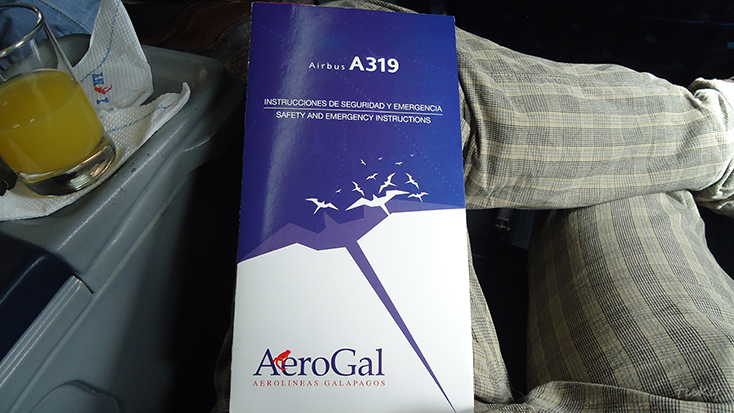 Airbus A319
INSTRUCCIONES DE SEGURIDAD Y EMERGENCIA
SAFETY AND EMERGENCY INSTRUCTIONS
AeroGal
AEROLINEAS GALAPAGOS